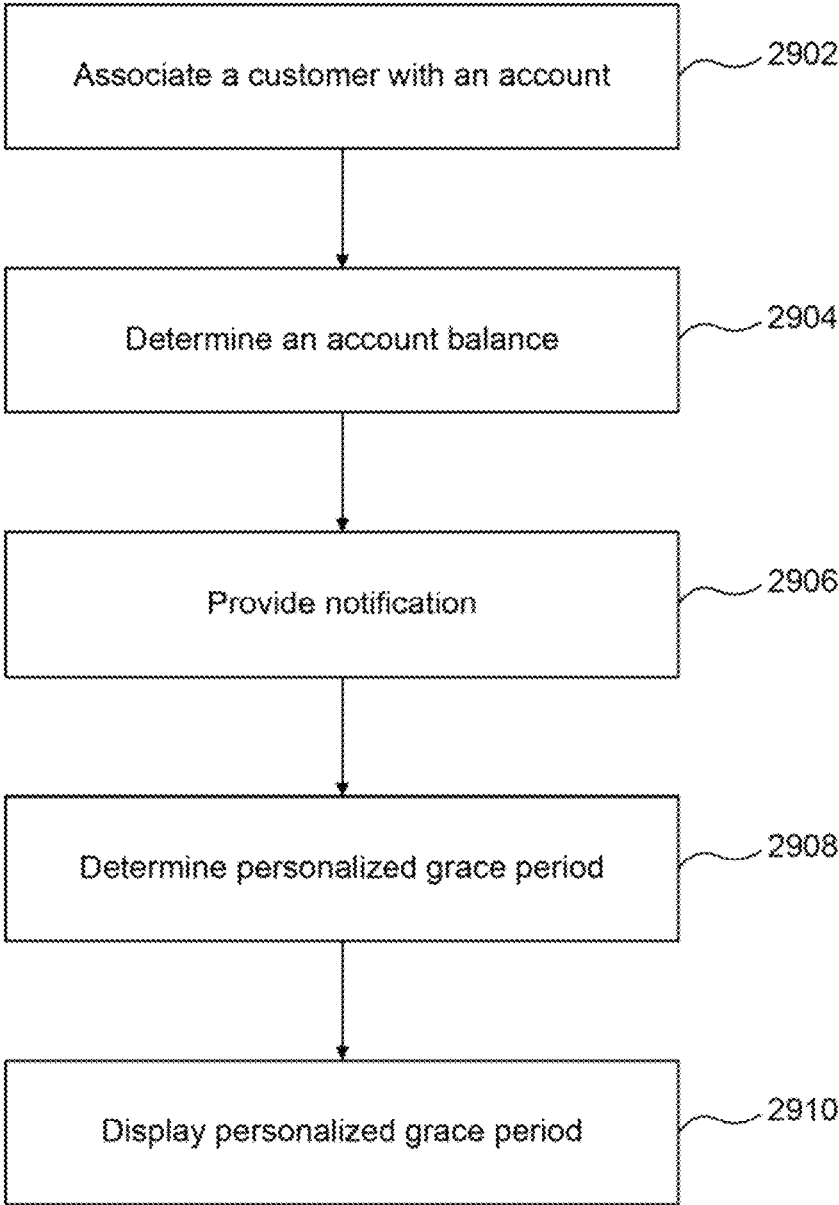 Associate a customer with an account
2902
Determine an account balance
2904
Provide notification
2906
Determine personalized grace period
2908
Display personalized grace period
2910